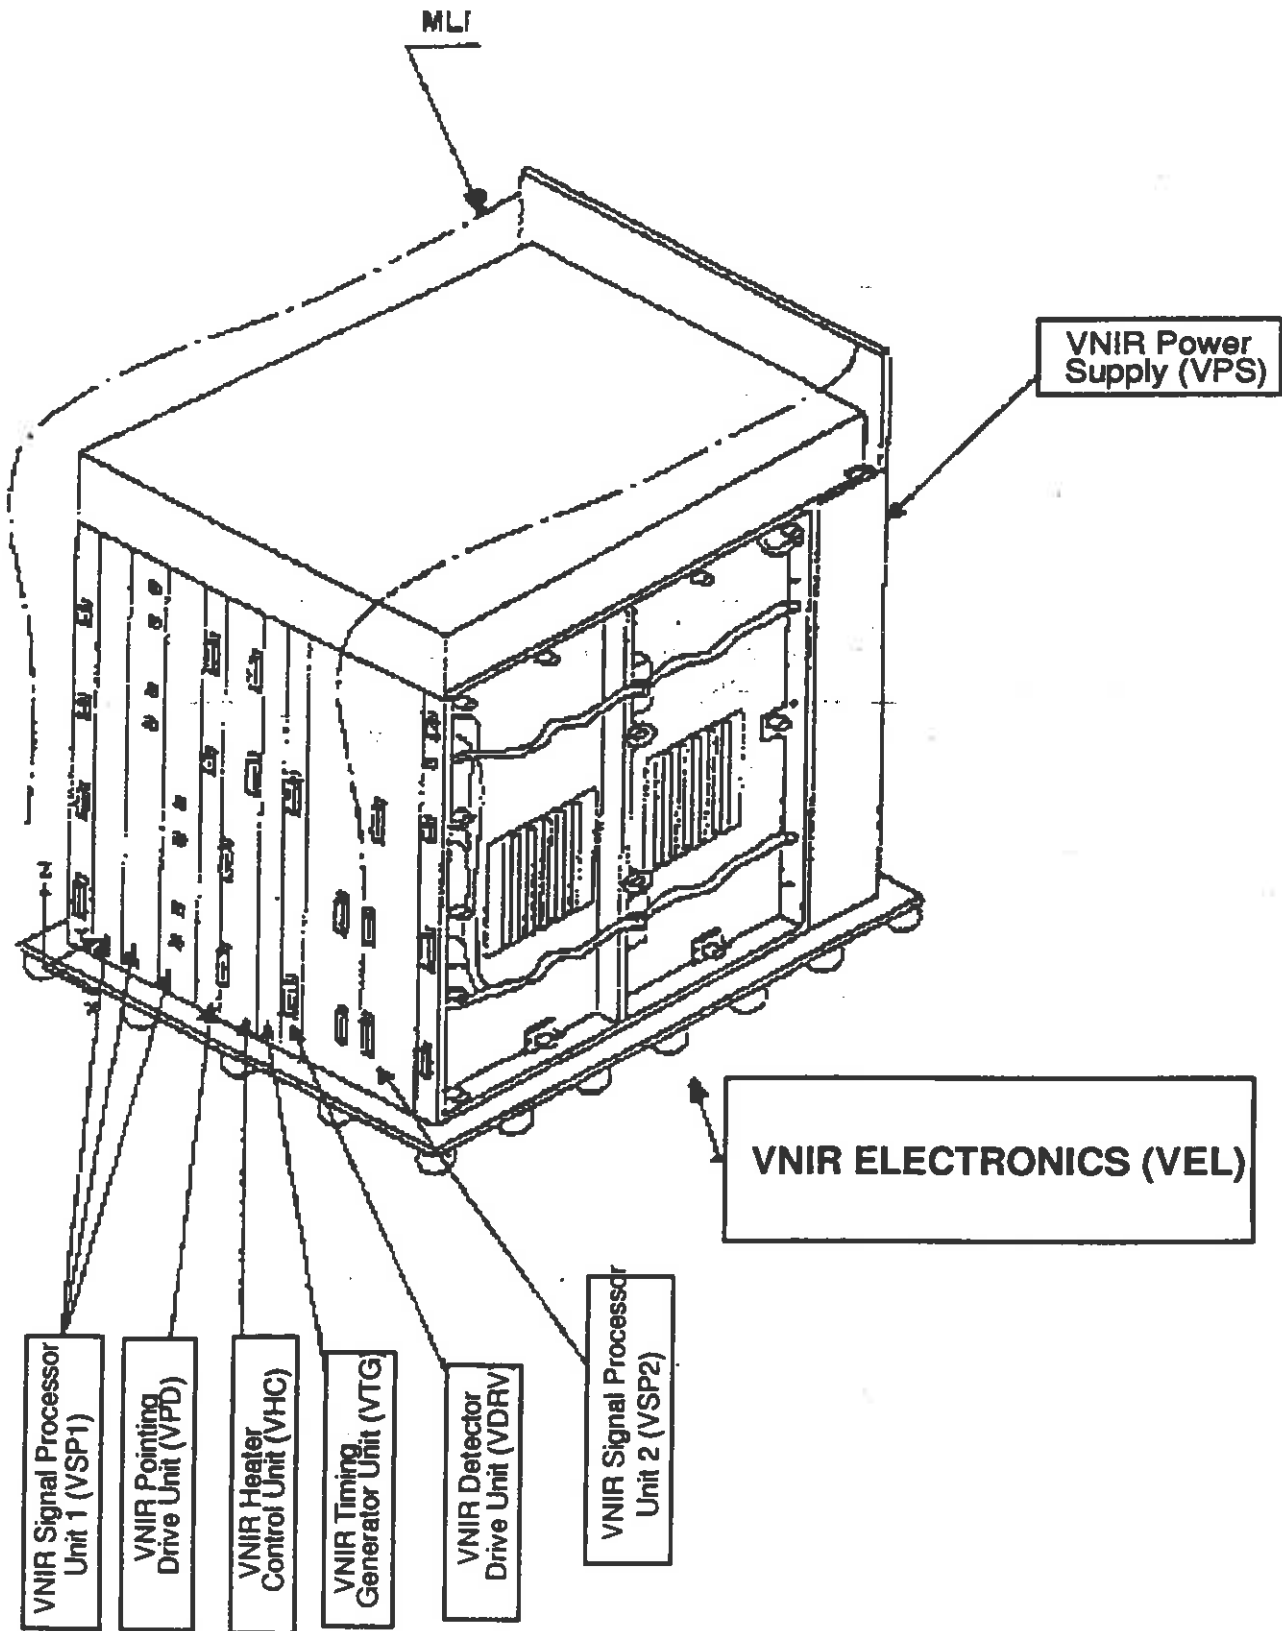 MLI
VNIR Power
Supply (VPS)
VNIR ELECTRONICS (VEL)
VNIR Signal Processor
Unit 1 (VSP1)
VNIR Pointing
Drive Unit (VPD)
VNIR Heater
Control Unit (VHC)
VNIR Timing
Generator Unit (VTG)
VNIR Detector
Drive Unit (VDRV)
VNIR Signal Processor
Unit 2 (VSP2)